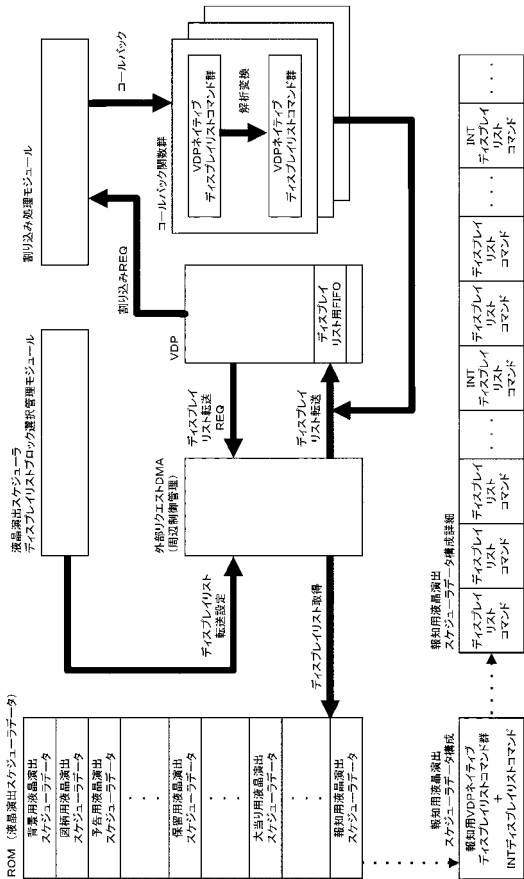 ROM (液晶演出スケジューラデータ)
背景用液晶演出
スケジューラデータ
図柄用液晶演出
スケジューラデータ
予告用液晶演出
スケジューラデータ
・
・
・
保留用液晶演出
スケジューラデータ
・
・
・
大当り用液晶演出
スケジューラデータ
・
・
・
報知用液晶演出
スケジューラデータ
液晶演出スケジューラ
ディスプレイリストブロック選択管理モジュール
ディスプレイリスト
転送設定
ディスプレイリスト取得
外部リクエストDMA
(周辺制御管理)
ディスプレイ
リスト転送
REQ
ディスプレイ
リスト転送
VDP
ディスプレイ
リスト用FIFO
割り込みREQ
割り込み処理モジュール
コールバック
コールバック関数群
VDPネイティブ
ディスプレイリストコマンド群
解析変換
VDPネイティブ
ディスプレイリストコマンド群
報知用液晶演出
スケジューラデータ構成
報知用VDPネイティブ
ディスプレイリストコマンド群
+
INTディスプレイリストコマンド
報知用液晶演出
スケジューラデータ構成詳細
ディスプレイ
リスト
コマンド
ディスプレイ
リスト
コマンド
ディスプレイ
リスト
コマンド
・・・
INT
ディスプレイ
リスト
コマンド
ディスプレイ
リスト
コマンド
ディスプレイ
リスト
コマンド
・・・
INT
ディスプレイ
リスト
コマンド
・・・